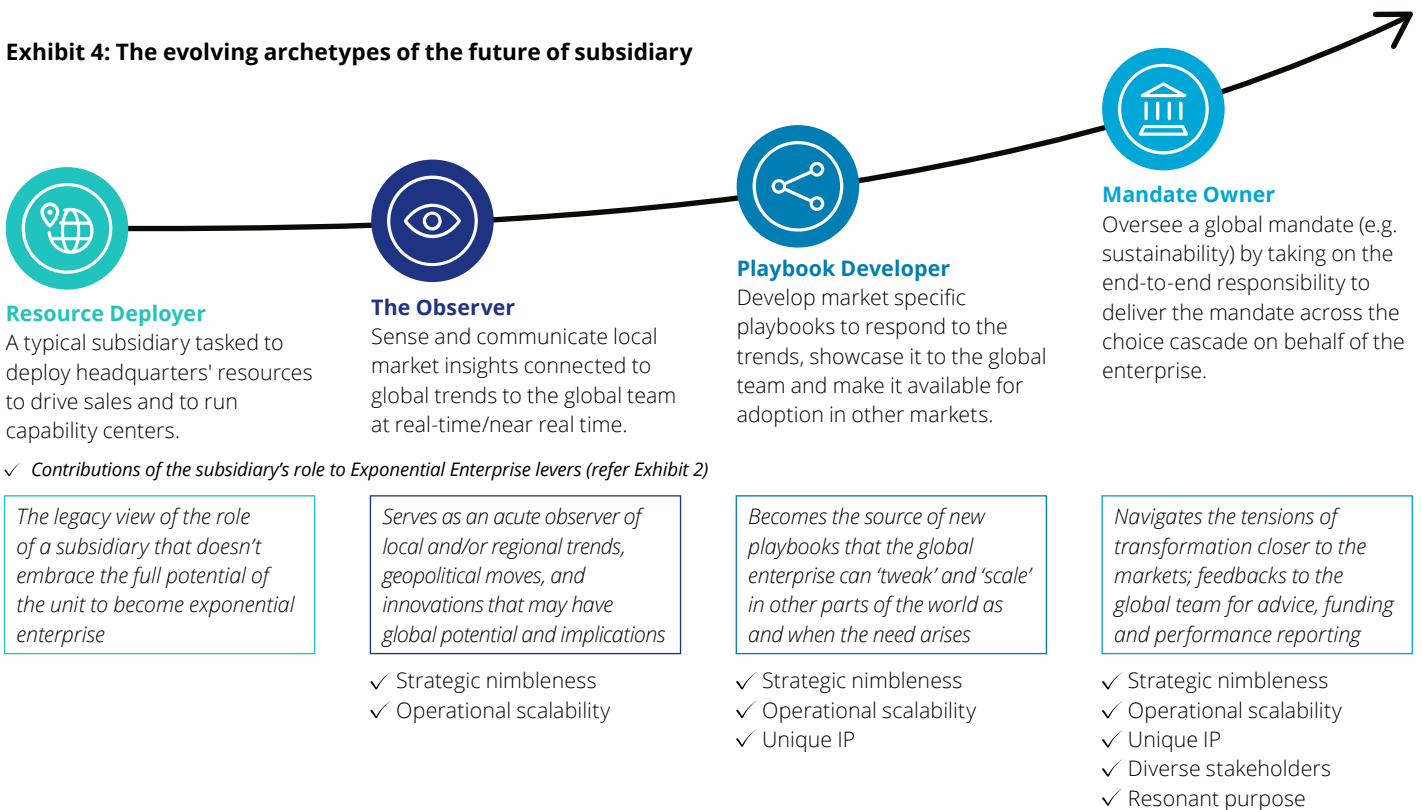 Exhibit 4: The evolving archetypes of the future of subsidiary
Resource Deployer
A typical subsidiary tasked to
deploy headquarters' resources
to drive sales and to run
capability centers.
The Observer
Sense and communicate local
market insights connected to
global trends to the global team
at real-time/near real time.
Playbook Developer
Develop market specific
playbooks to respond to the
trends, showcase it to the global
team and make it available for
adoption in other markets.
Mandate Owner
Oversee a global mandate (e.g.
sustainability) by taking on the
end-to-end responsibility to
deliver the mandate across the
choice cascade on behalf of the
enterprise.
✓ Contributions of the subsidiary's role to Exponential Enterprise levers (refer Exhibit 2)
The legacy view of the role
of a subsidiary that doesn't
embrace the full potential of
the unit to become exponential
enterprise
Serves as an acute observer of
local and/or regional trends,
geopolitical moves, and
innovations that may have
global potential and implications
✓ Strategic nimbleness
✓ Operational scalability
Becomes the source of new
playbooks that the global
enterprise can 'tweak' and 'scale'
in other parts of the world as
and when the need arises
✓ Strategic nimbleness
✓ Operational scalability
✓ Unique IP
Navigates the tensions of
transformation closer to the
markets; feedbacks to the
global team for advice, funding
and performance reporting
✓ Strategic nimbleness
✓ Operational scalability
✓ Unique IP
✓ Diverse stakeholders
✓ Resonant purpose